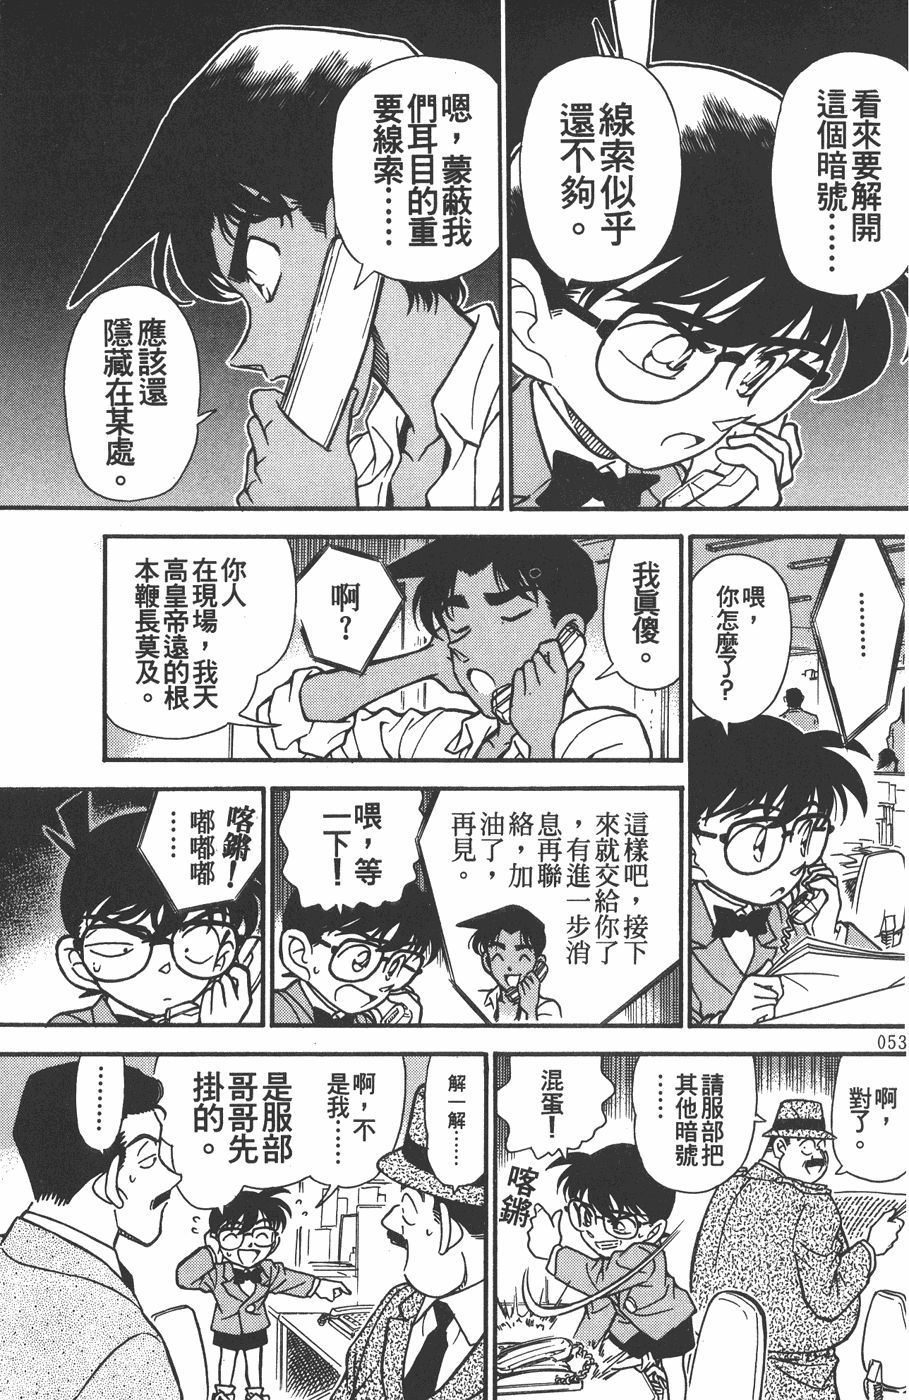 看來要解開
這個暗號……
線索似乎
還不夠。
嗯，蒙蔽我
們耳目的重
要線索……
應該還
隱藏在某處。
……
喂，
你怎麼了？
我真傻。
啊？
你人
在現場，我天
高皇帝遠的根
本鞭長莫及。
這樣吧，接下
來就交給你了
，有進一步消
息再聯
絡，加
油了，
再見。
喂，等
一下！
喀鏘！
嘟嘟嘟
……
053
啊，
對了。
請服部把
其他暗號
解一解……
混蛋！
喀鏘
啊，不
是我……
是服部
哥哥先
掛的。
……